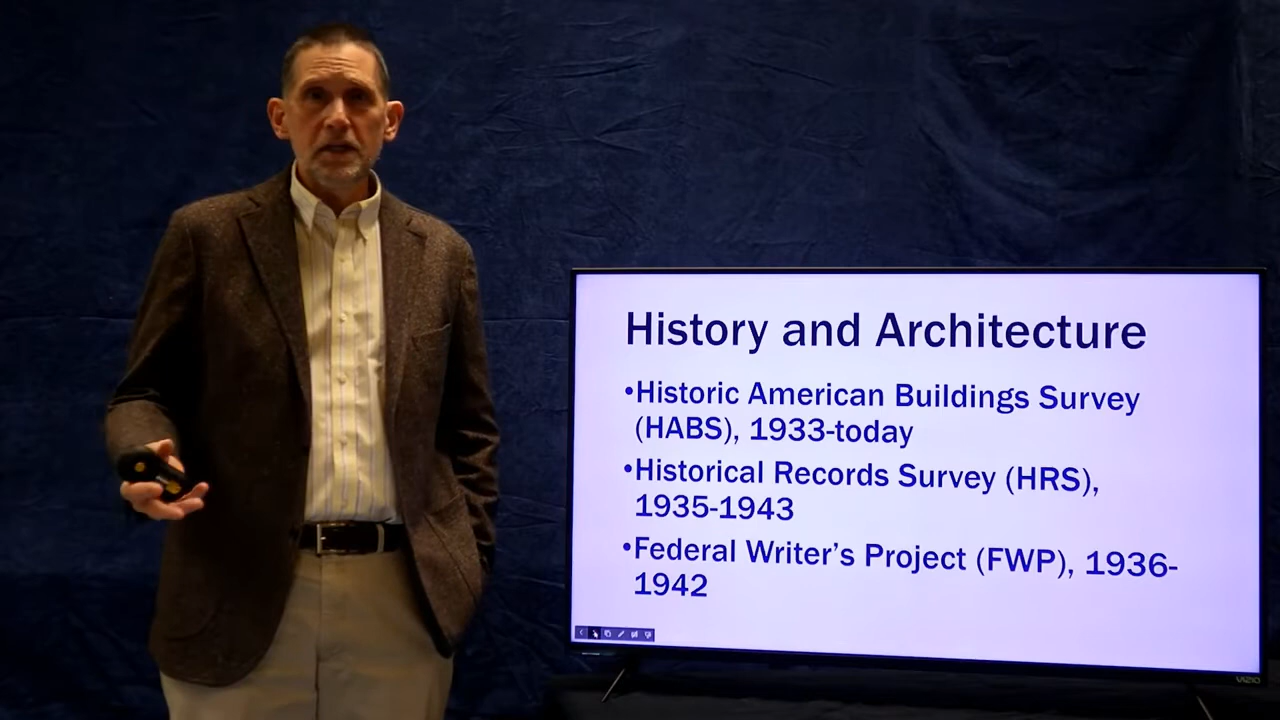 History and Architecture
•Historic American Buildings Survey
(HABS), 1933-today
•Historical Records Survey (HRS),
1935-1943
•Federal Writer's Project (FWP), 1936-
1942
VIZIO